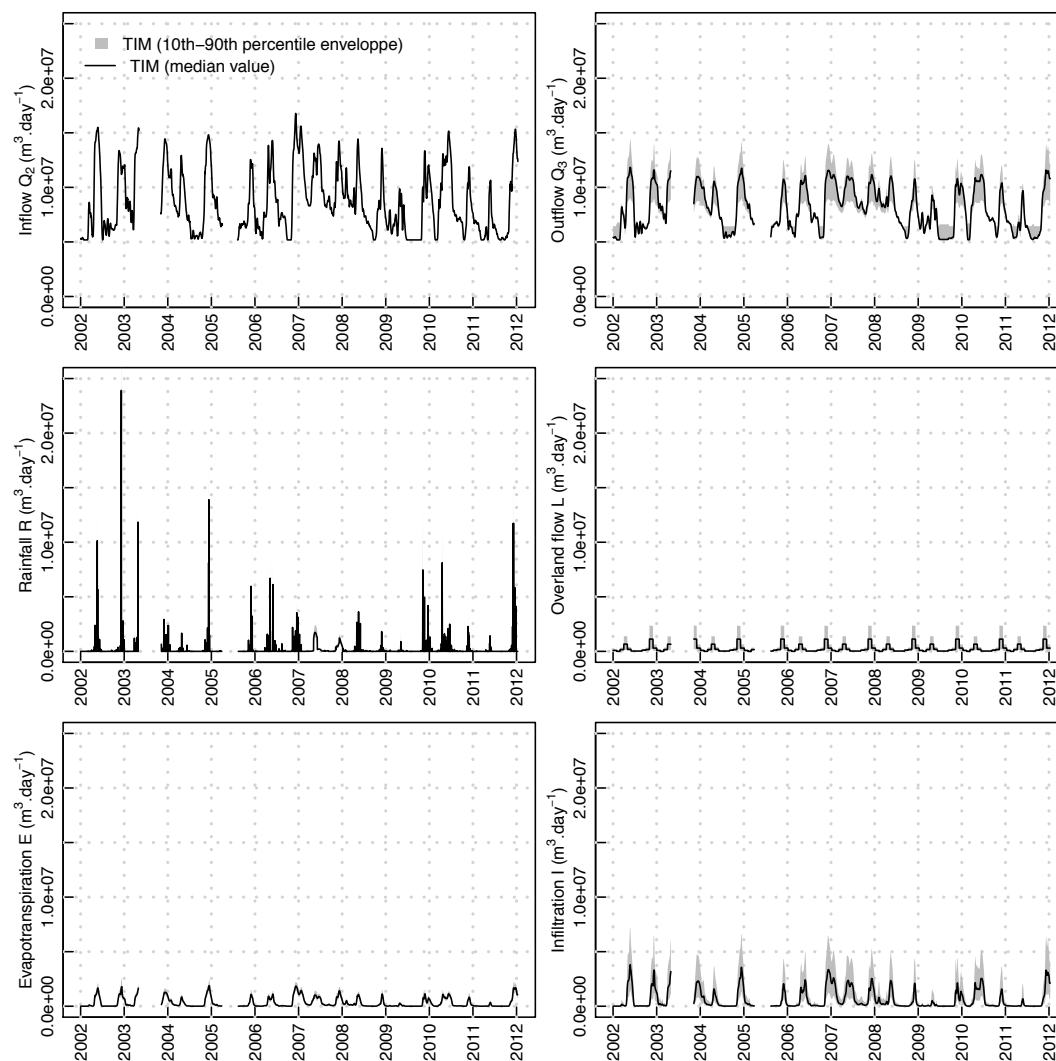 TIM (10th−90th percentile enveloppe)
TIM (median value)
Inflow Q2 (m3.day−1)
0.0e+00 1.0e+07 2.0e+07
2002 2003 2004 2005 2006 2007 2008 2009 2010 2011 2012
Outflow Q3 (m3.day−1)
0.0e+00 1.0e+07 2.0e+07
2002 2003 2004 2005 2006 2007 2008 2009 2010 2011 2012
Rainfall R (m3.day−1)
0.0e+00 1.0e+07 2.0e+07
2002 2003 2004 2005 2006 2007 2008 2009 2010 2011 2012
Overland flow L (m3.day−1)
0.0e+00 1.0e+07 2.0e+07
2002 2003 2004 2005 2006 2007 2008 2009 2010 2011 2012
Evapotranspiration E (m3.day−1)
0.0e+00 1.0e+07 2.0e+07
2002 2003 2004 2005 2006 2007 2008 2009 2010 2011 2012
Infiltration I (m3.day−1)
0.0e+00 1.0e+07 2.0e+07
2002 2003 2004 2005 2006 2007 2008 2009 2010 2011 2012